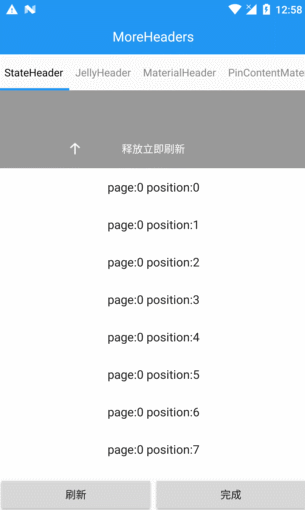 12:58
MoreHeaders
StateHeader JellyHeader MaterialHeader PinContentMate
释放立即刷新
page:0 position:0
page:0 position:1
page:0 position:2
page:0 position:3
page:0 position:4
page:0 position:5
page:0 position:6
page:0 position:7
刷新 完成